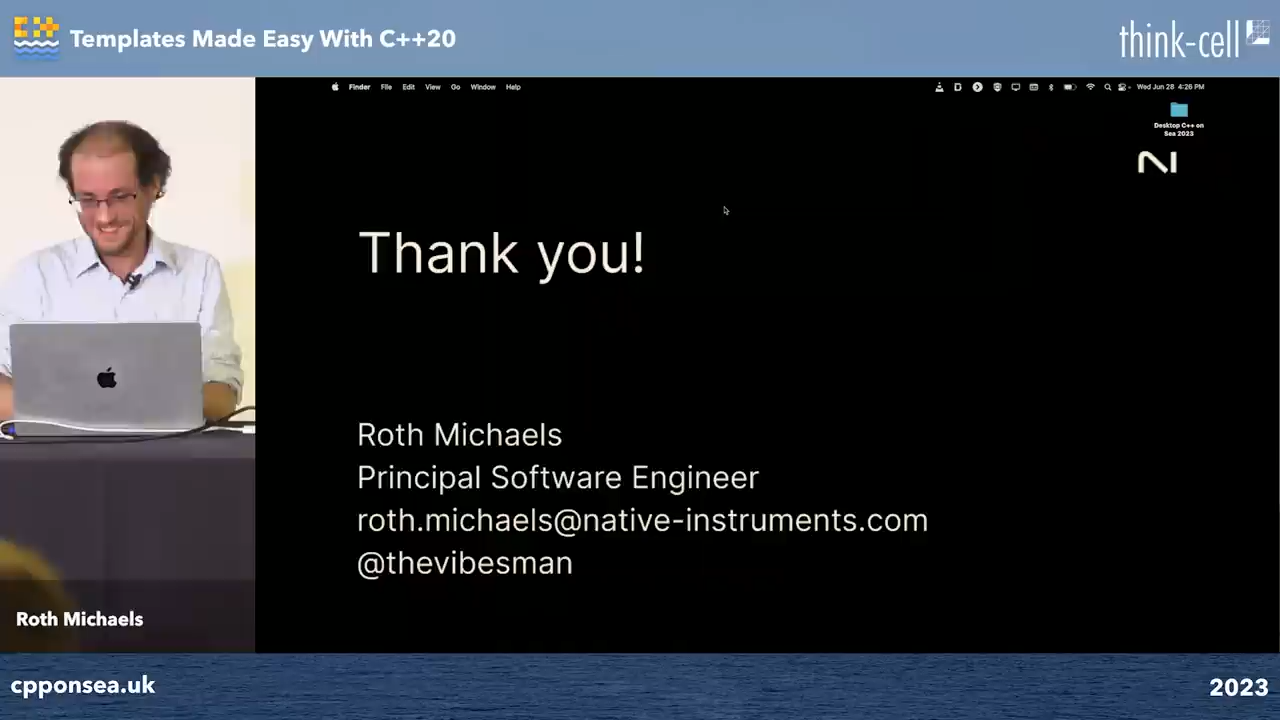 C++
Templates Made Easy With C++20
think-cell
Finder File Edit View Go Window Help
Wed Jun 28 4:26 PM
Desktop C++ on
Sea 2023
Thank you!
Roth Michaels
Principal Software Engineer
roth.michaels@native-instruments.com
@thevibesman
Roth Michaels
cpponsea.uk
2023